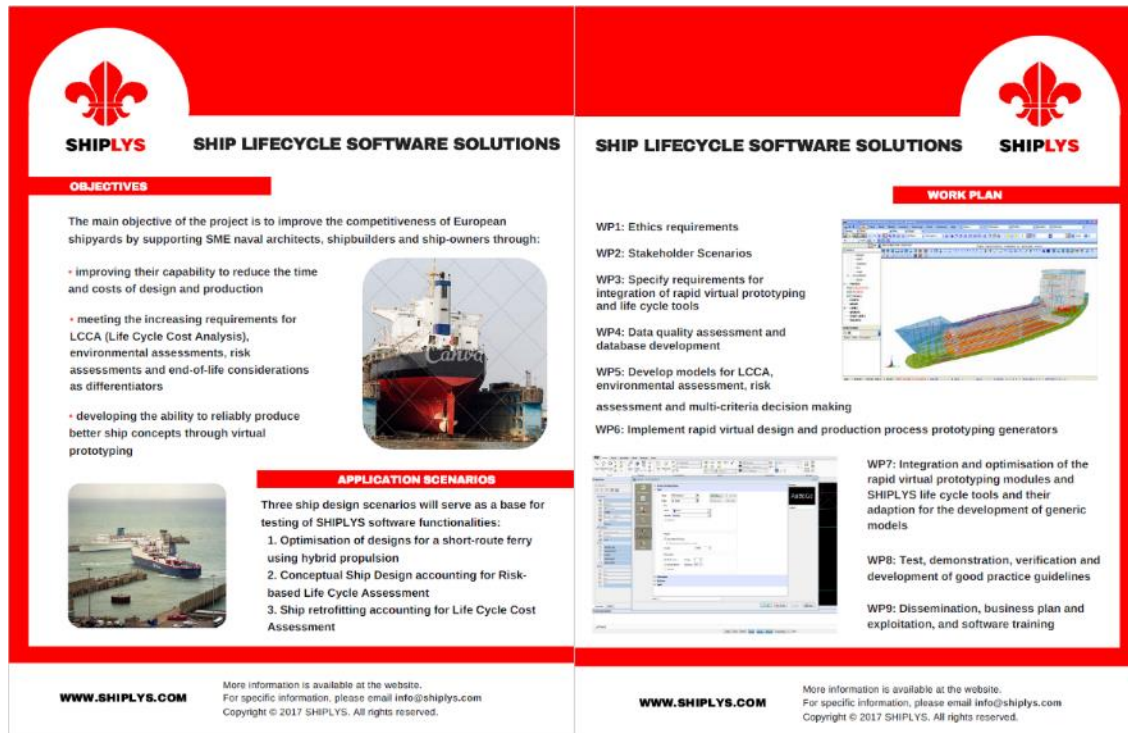 SHIPLYS
SHIP LIFECYCLE SOFTWARE SOLUTIONS
OBJECTIVES
The main objective of the project is to improve the competitiveness of European
shipyards by supporting SME naval architects, shipbuilders and ship-owners through:
• improving their capability to reduce the time
and costs of design and production
• meeting the increasing requirements for
LCCA (Life Cycle Cost Analysis),
environmental assessments, risk
assessments and end-of-life considerations
as differentiators
• developing the ability to reliably produce
better ship concepts through virtual
prototyping
Canva
APPLICATION SCENARIOS
Three ship design scenarios will serve as a base for
testing of SHIPLYS software functionalities:
1. Optimisation of designs for a short-route ferry
using hybrid propulsion
2. Conceptual Ship Design accounting for Risk-
based Life Cycle Assessment
3. Ship retrofitting accounting for Life Cycle Cost
Assessment
WWW.SHIPLYS.COM
More information is available at the website.
For specific information, please email info@shiplys.com
Copyright © 2017 SHIPLYS. All rights reserved.
SHIP LIFECYCLE SOFTWARE SOLUTIONS
SHIPLYS
WORK PLAN
WP1: Ethics requirements
WP2: Stakeholder Scenarios
WP3: Specify requirements for
integration of rapid virtual prototyping
and life cycle tools
WP4: Data quality assessment and
database development
WP5: Develop models for LCCA,
environmental assessment, risk
assessment and multi-criteria decision making
WP6: Implement rapid virtual design and production process prototyping generators
WP7: Integration and optimisation of the
rapid virtual prototyping modules and
SHIPLYS life cycle tools and their
adaption for the development of generic
models
WP8: Test, demonstration, verification and
development of good practice guidelines
WP9: Dissemination, business plan and
exploitation, and software training
WWW.SHIPLYS.COM
More information is available at the website.
For specific information, please email info@shiplys.com
Copyright © 2017 SHIPLYS. All rights reserved.